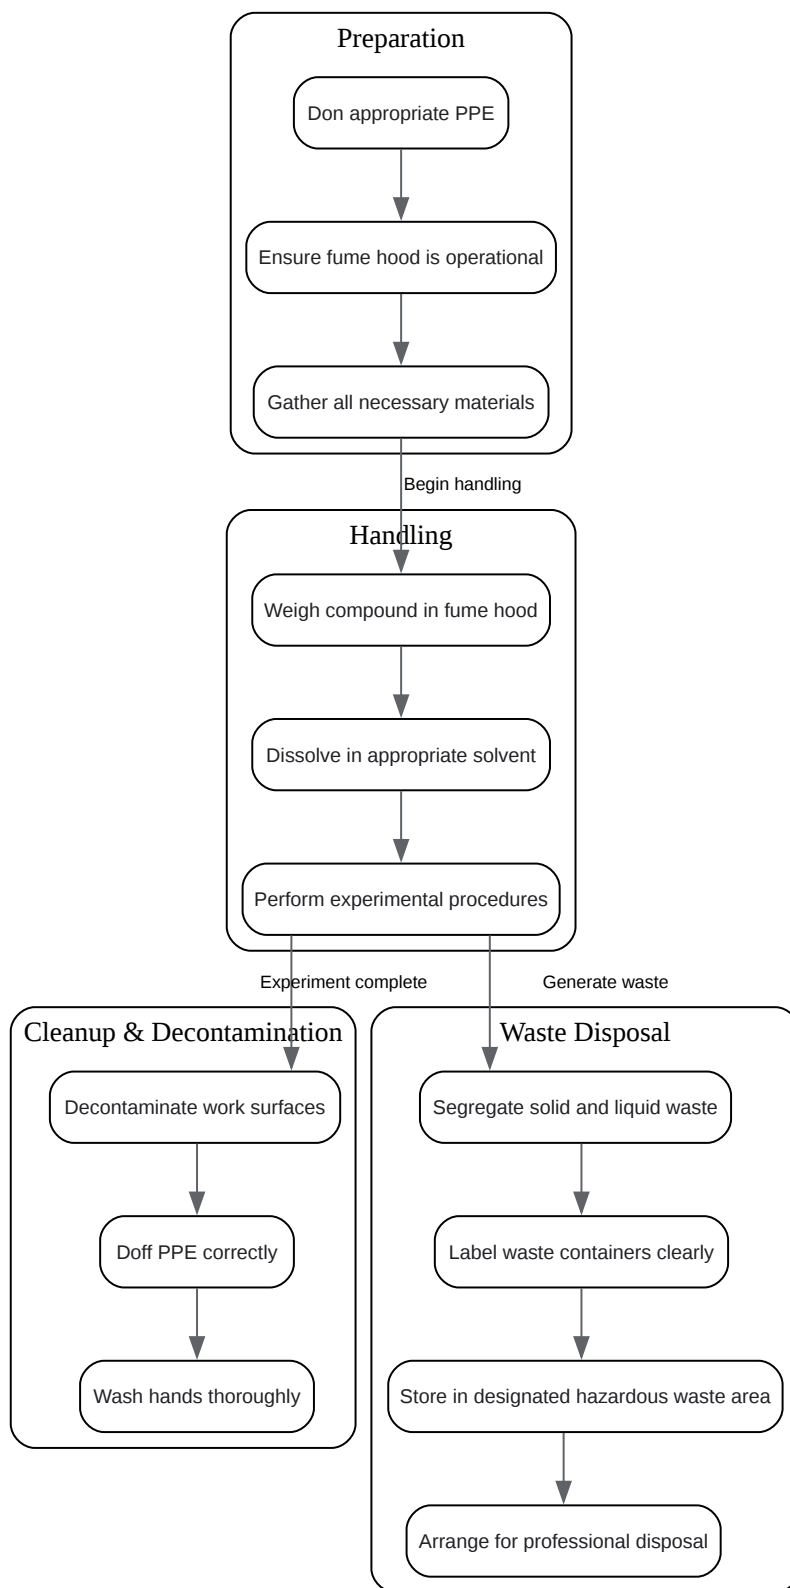 Preparation
Don appropriate PPE
Ensure fume hood is operational
Gather all necessary materials
Begin handling
Handling
Weigh compound in fume hood
Dissolve in appropriate solvent
Perform experimental procedures
Experiment complete
Generate waste
Cleanup & Decontamination
Decontaminate work surfaces
Doff PPE correctly
Wash hands thoroughly
Waste Disposal
Segregate solid and liquid waste
Label waste containers clearly
Store in designated hazardous waste area
Arrange for professional disposal